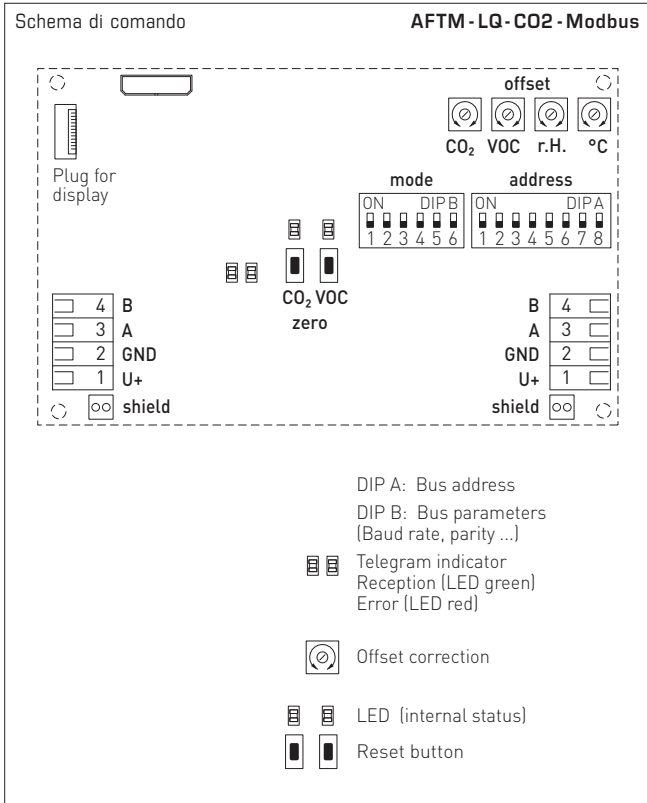 Schema di comando
AFTM-LQ-CO2-Modbus
offset
CO₂ VOC r.H. °C
Plug for
display
mode
address
ON DIP B
1 2 3 4 5 6
ON DIP A
1 2 3 4 5 6 7 8
CO₂ VOC
zero
4 B
3 A
2 GND
1 U+
shield
B 4
A 3
GND 2
U+ 1
shield
DIP A: Bus address
DIP B: Bus parameters
(Baud rate, parity ...)
Telegram indicator
Reception (LED green)
Error (LED red)
Offset correction
LED (internal status)
Reset button